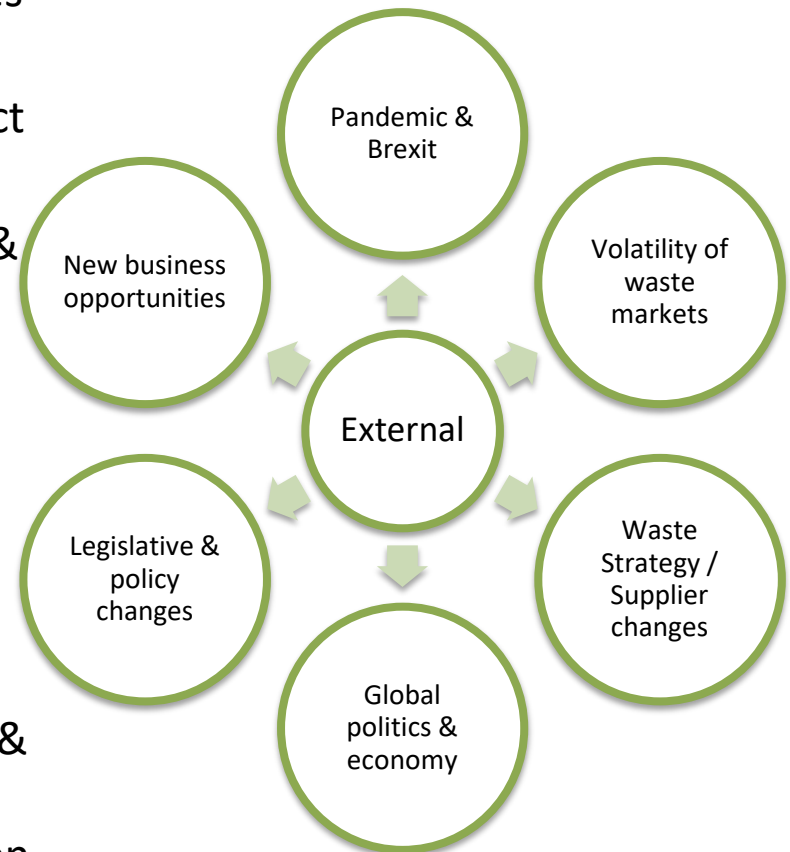 Pandemic &
Brexit
Volatility of
waste
markets
Waste
Strategy /
Supplier
changes
Global
politics &
economy
Legislative &
policy
changes
New business
opportunities
External
&
&